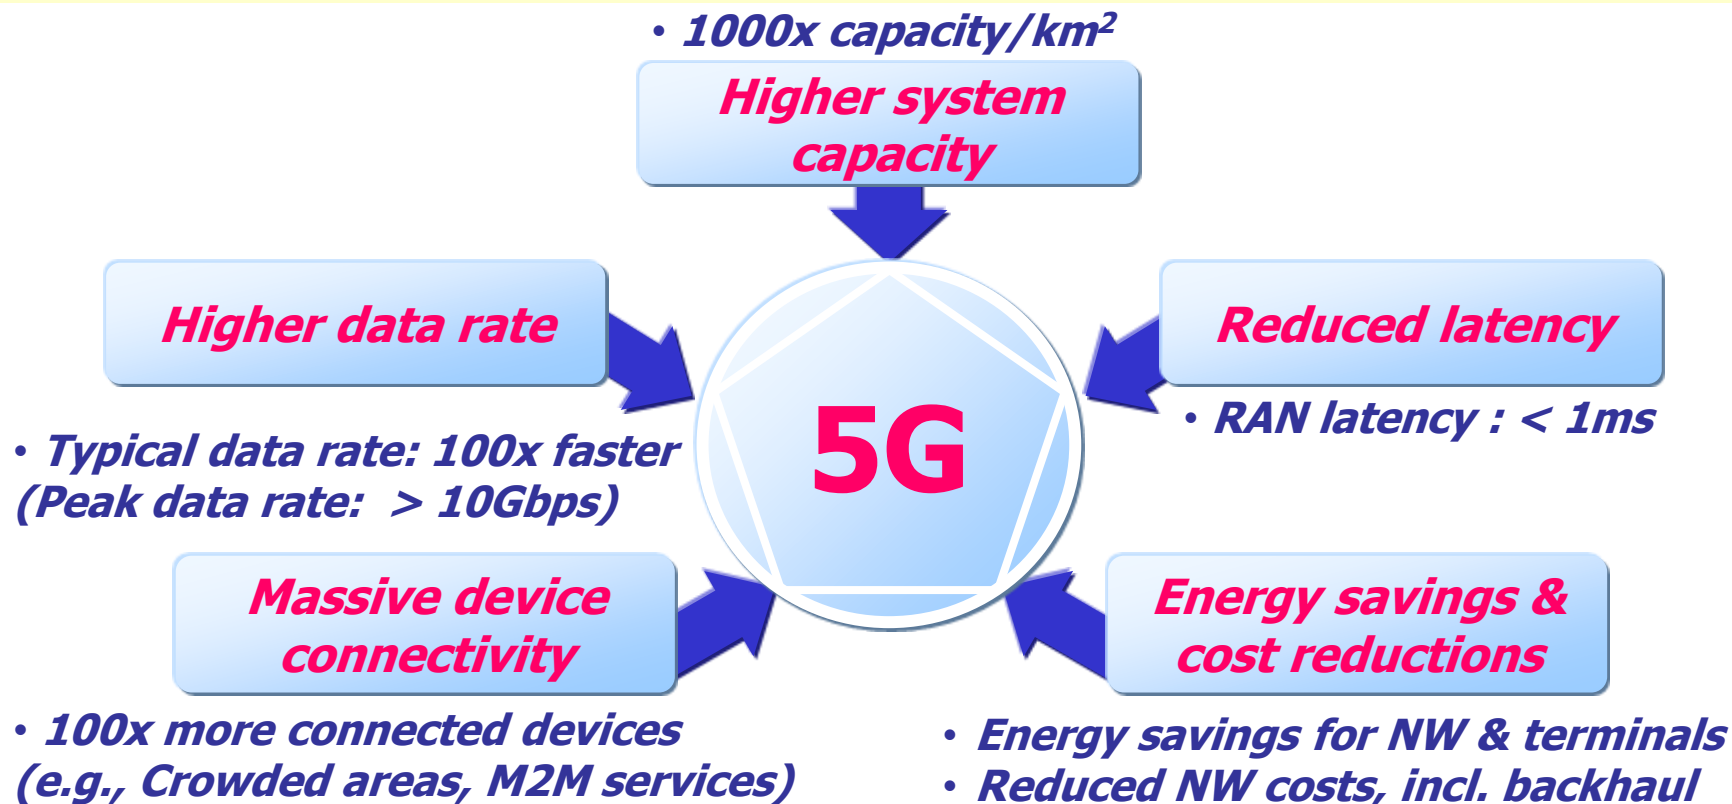 • 1000x capacity/km²
Higher system
capacity
Higher data rate
• Typical data rate: 100x faster
(Peak data rate:  > 10Gbps)
Reduced latency
• RAN latency : < 1ms
5G
Massive device
connectivity
• 100x more connected devices
(e.g., Crowded areas, M2M services)
Energy savings &
cost reductions
• Energy savings for NW & terminals
• Reduced NW costs, incl. backhaul